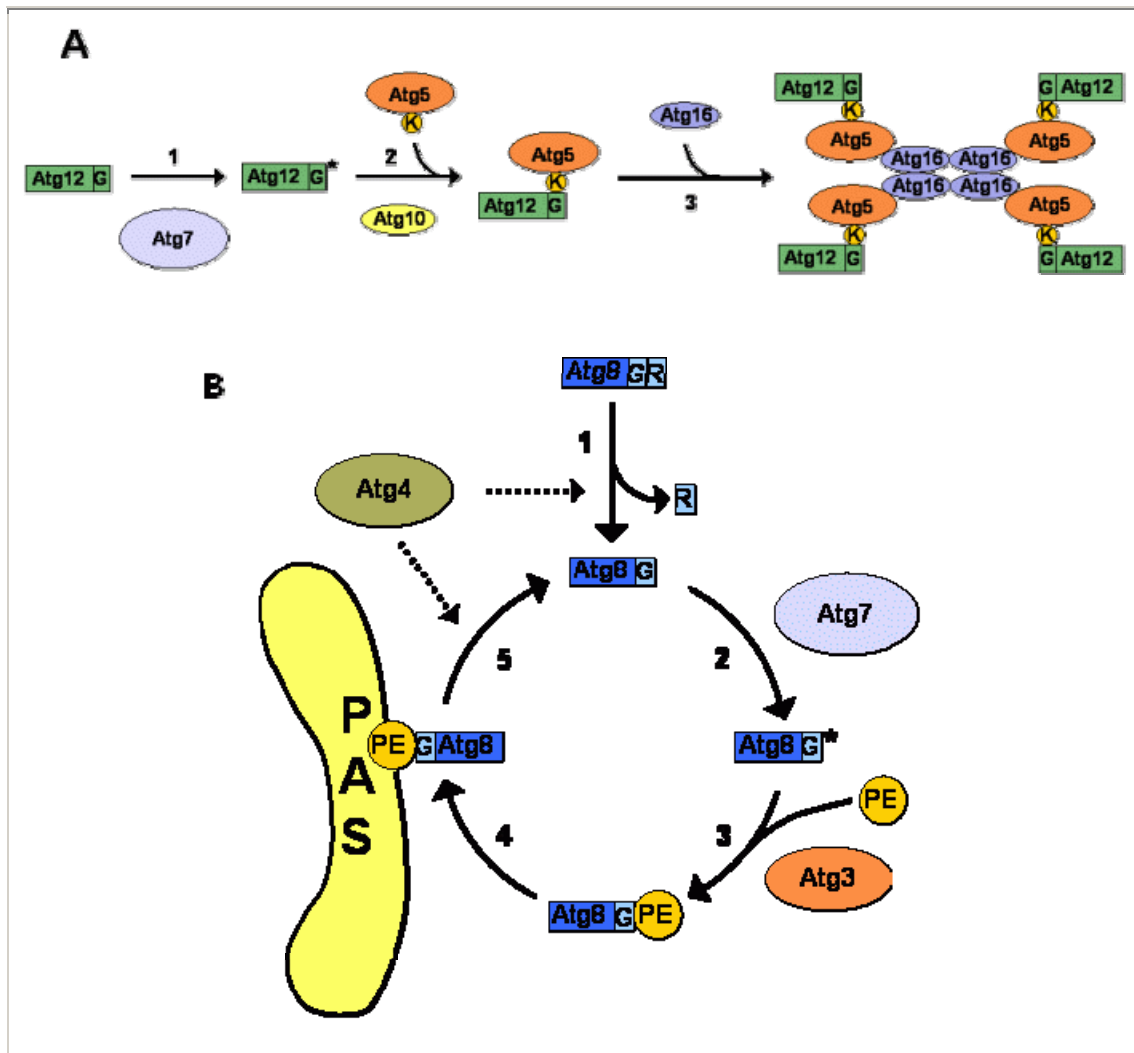 A
Atg5
K
Atg12 G
1
Atg7
Atg12 G*
2
Atg10
Atg5
K
Atg12 G
Atg16
3
Atg12 G
K
Atg5
G Atg12
K
Atg5
Atg16 Atg16
Atg16 Atg16
Atg5
K
Atg12 G
Atg5
K
G Atg12
B
Atg8 G R
1
R
Atg4
Atg8 G
Atg7
2
5
P
A
S
PE G Atg8
Atg8 G*
PE
3
4
Atg3
Atg8 G PE